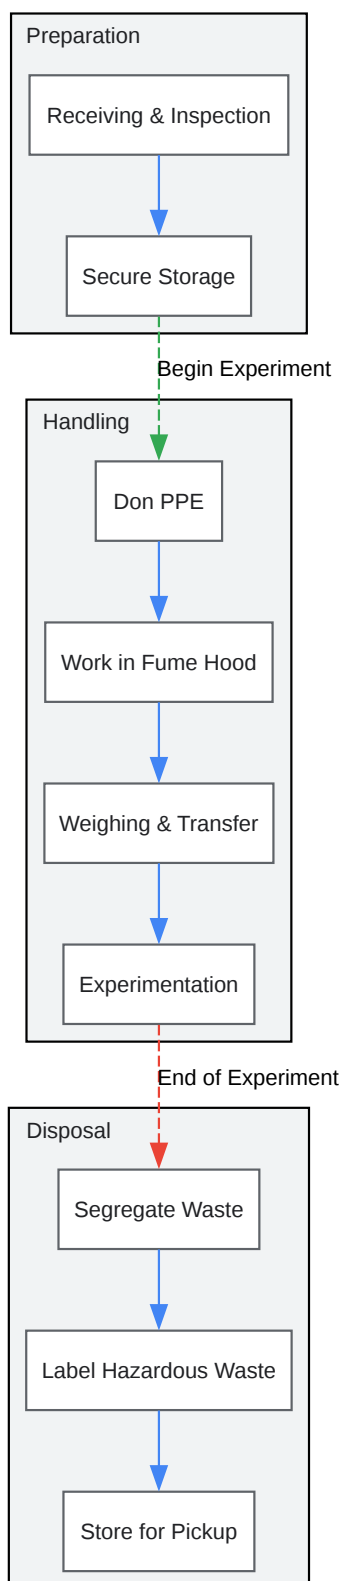 Preparation
Receiving & Inspection
Secure Storage
Begin Experiment
Handling
Don PPE
Work in Fume Hood
Weighing & Transfer
Experimentation
End of Experiment
Disposal
Segregate Waste
Label Hazardous Waste
Store for Pickup